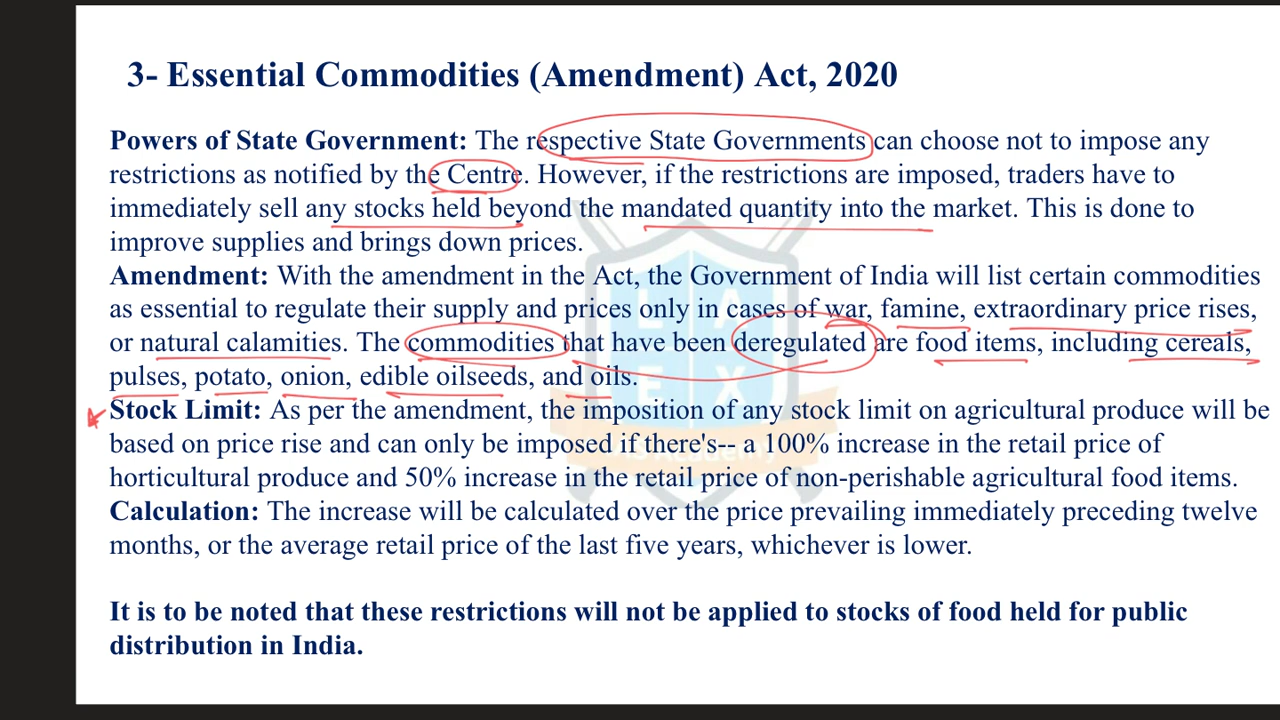 3- Essential Commodities (Amendment) Act, 2020
Powers of State Government: The respective State Governments can choose not to impose any
restrictions as notified by the Centre. However, if the restrictions are imposed, traders have to
immediately sell any stocks held beyond the mandated quantity into the market. This is done to
improve supplies and brings down prices.
Amendment: With the amendment in the Act, the Government of India will list certain commodities
as essential to regulate their supply and prices only in cases of war, famine, extraordinary price rises,
or natural calamities. The commodities that have been deregulated are food items, including cereals,
pulses, potato, onion, edible oilseeds, and oils.
Stock Limit: As per the amendment, the imposition of any stock limit on agricultural produce will be
based on price rise and can only be imposed if there's-- a 100% increase in the retail price of
horticultural produce and 50% increase in the retail price of non-perishable agricultural food items.
Calculation: The increase will be calculated over the price prevailing immediately preceding twelve
months, or the average retail price of the last five years, whichever is lower.
It is to be noted that these restrictions will not be applied to stocks of food held for public
distribution in India.